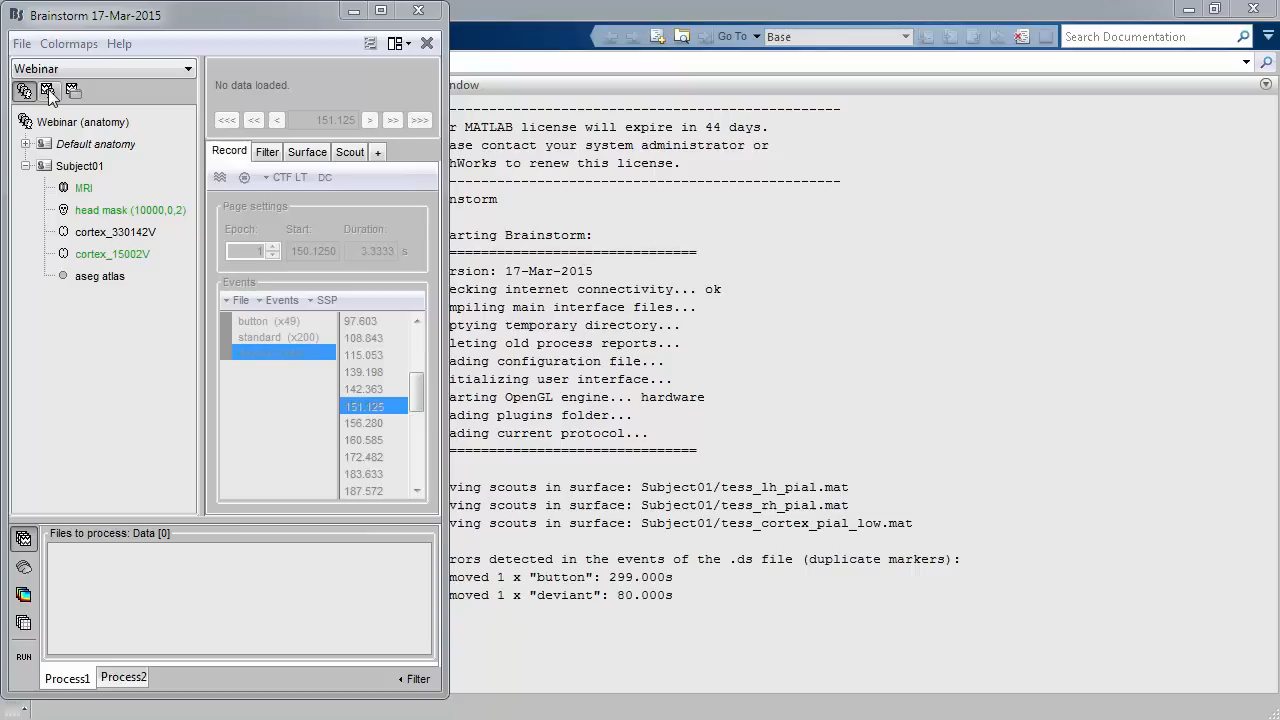 Brainstorm 17-Mar-2015
File Colormaps Help
Webinar
Webinar (anatomy)
Default anatomy
Subject01
MRI
head mask (10000,0,2)
cortex_330142V
cortex_15002V
aseg atlas
No data loaded.
<<< << < 151.125 > >> >>>
Record Filter Surface Scout +
CTF LT DC
Page settings
Epoch: Start: Duration:
1 150.1250 3.3333 s
Events
File Events SSP
button (x49)
standard (x200)
97.603
108.843
115.053
139.198
142.363
151.125
156.280
160.585
172.482
183.633
187.572
Files to process: Data [0]
RUN
Process1 Process2
Filter
Go To Base
Search Documentation
ndow
r MATLAB license will expire in 44 days.
ase contact your system administrator or
hWorks to renew this license.
nstorm
arting Brainstorm:
rsion: 17-Mar-2015
ecking internet connectivity... ok
mpiling main interface files...
ptying temporary directory...
leting old process reports...
ading configuration file...
itializing user interface...
arting OpenGL engine... hardware
ading plugins folder...
ading current protocol...
ving scouts in surface: Subject01/tess_lh_pial.mat
ving scouts in surface: Subject01/tess_rh_pial.mat
ving scouts in surface: Subject01/tess_cortex_pial_low.mat
rors detected in the events of the .ds file (duplicate markers):
moved 1 x "button": 299.000s
moved 1 x "deviant": 80.000s